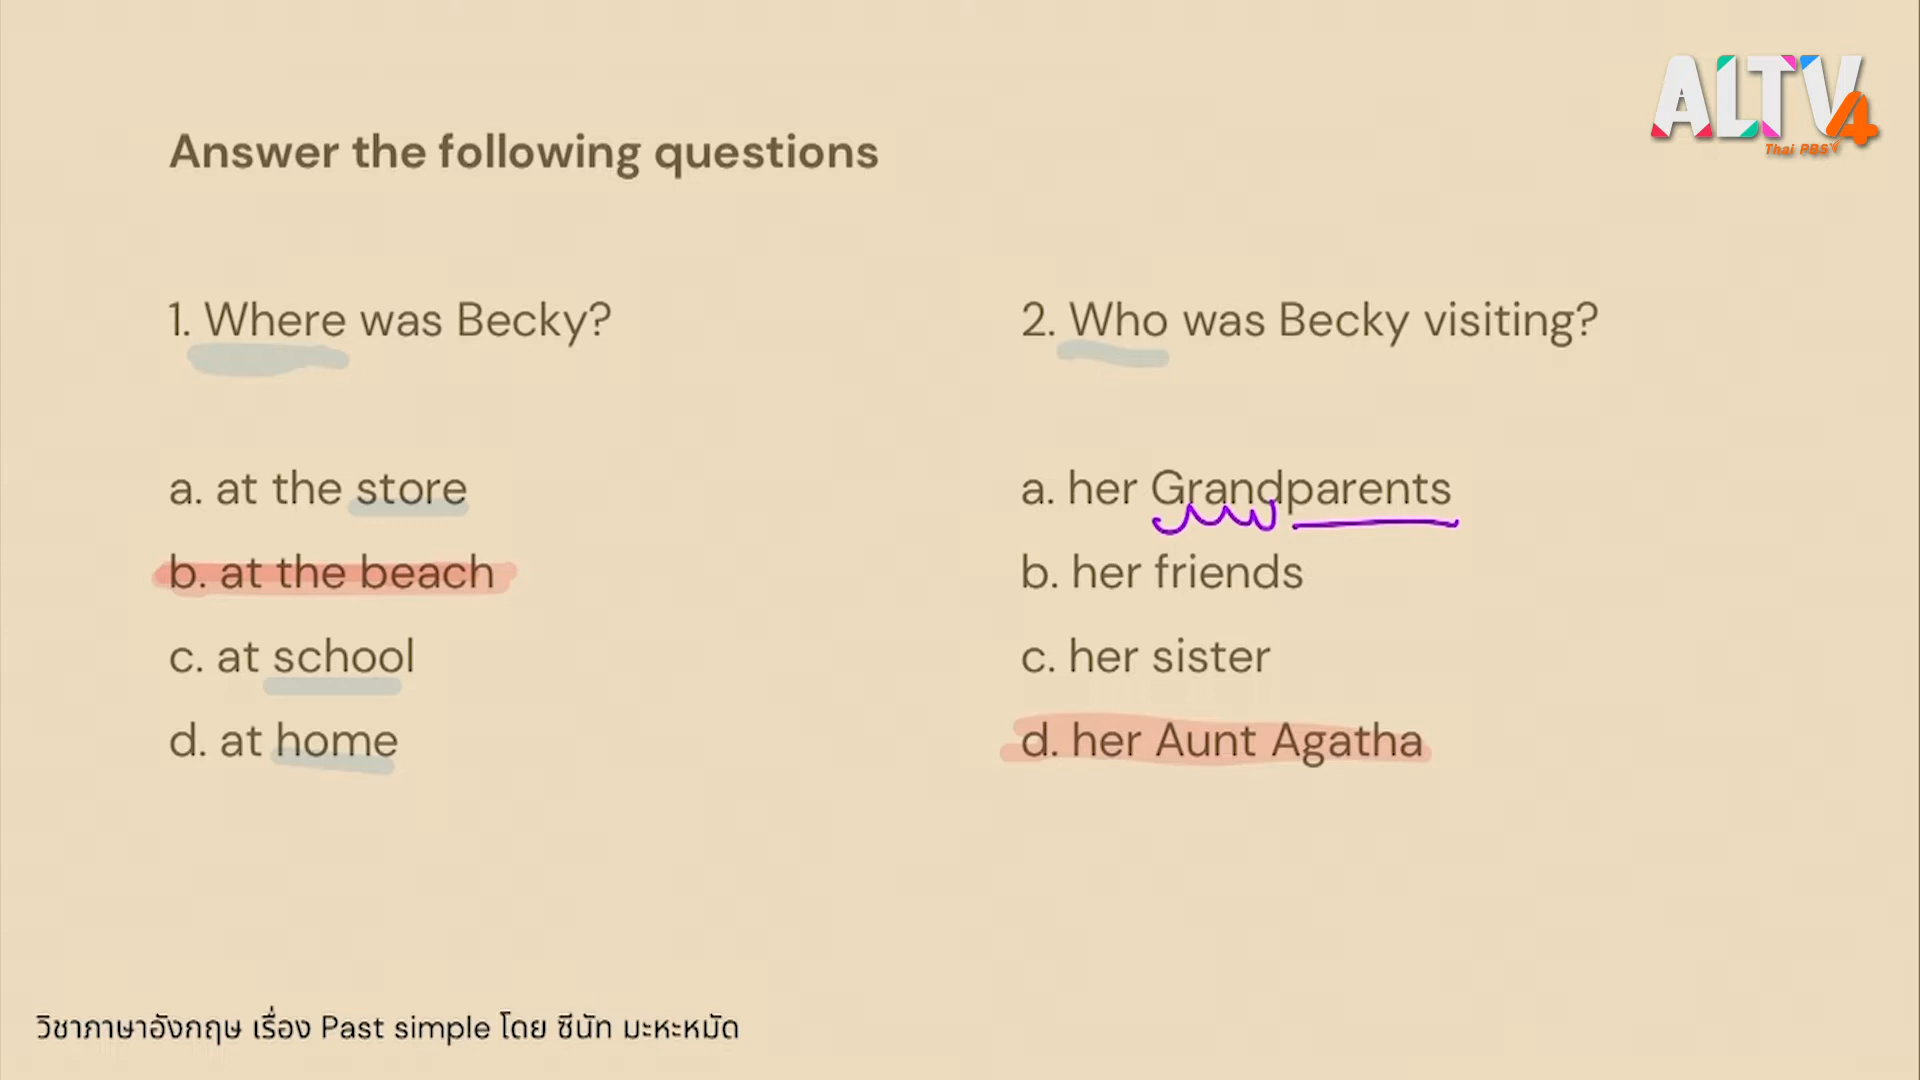 ALTV4
Thai PBS
Answer the following questions
1. Where was Becky?
a. at the store
b. at the beach
c. at school
d. at home
2. Who was Becky visiting?
a. her Grandparents
b. her friends
c. her sister
d. her Aunt Agatha
วิชาภาษาอังกฤษ เรื่อง Past simple โดย ซีนัท มะหะหมัด